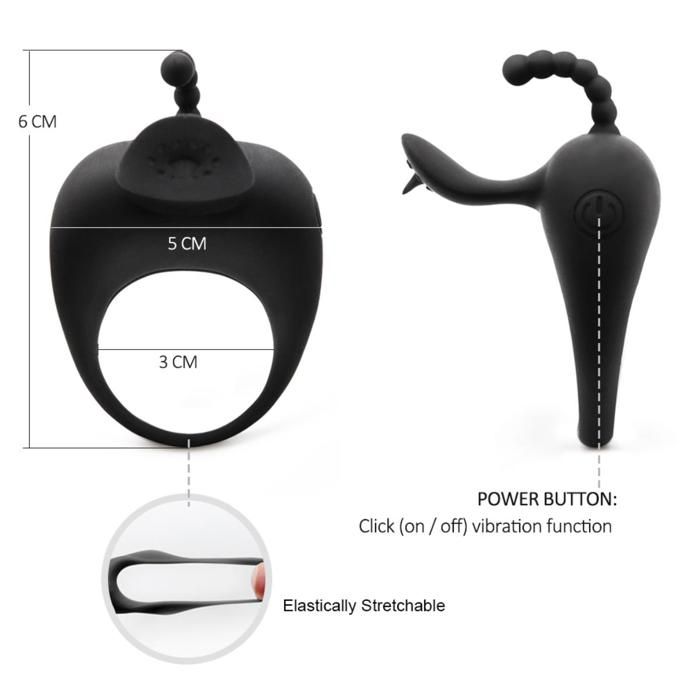 6 CM
5 CM
3 CM
POWER BUTTON:
Click (on / off) vibration function
Elastically Stretchable